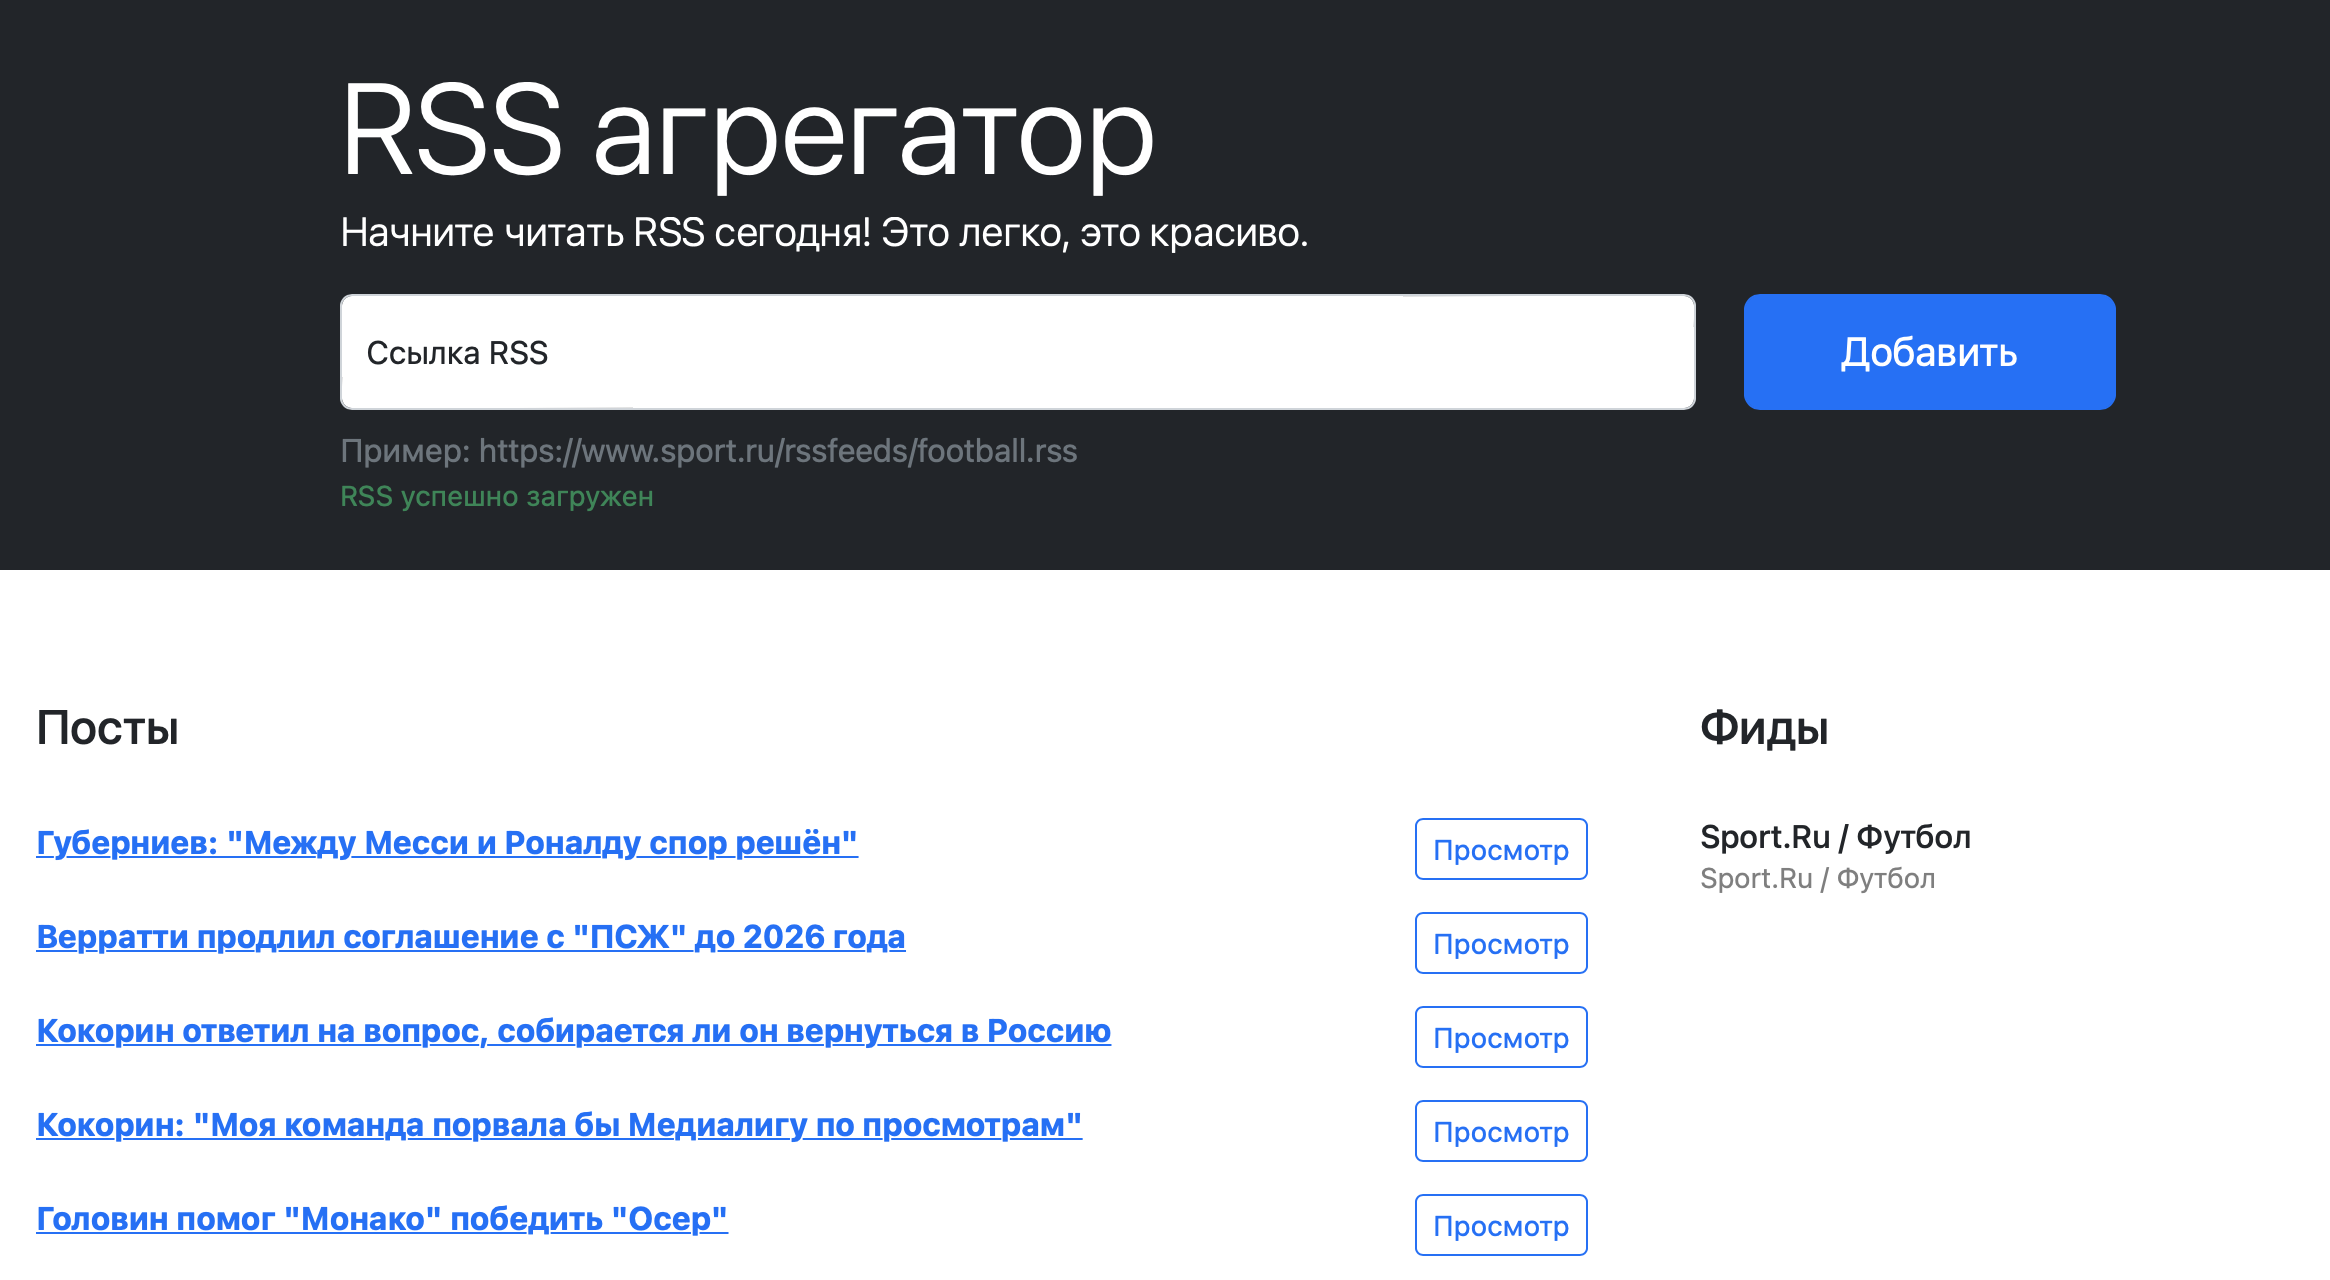 RSS агрегатор
Начните читать RSS сегодня! Это легко, это красиво.
Ссылка RSS
Добавить
Пример: https://www.sport.ru/rssfeeds/football.rss
RSS успешно загружен
Посты
Губерниев: "Между Месси и Роналду спор решён"
Просмотр
Верратти продлил соглашение с "ПСЖ" до 2026 года
Просмотр
Кокорин ответил на вопрос, собирается ли он вернуться в Россию
Просмотр
Кокорин: "Моя команда порвала бы Медиалигу по просмотрам"
Просмотр
Головин помог "Монако" победить "Осер"
Просмотр
Фиды
Sport.Ru / Футбол
Sport.Ru / Футбол